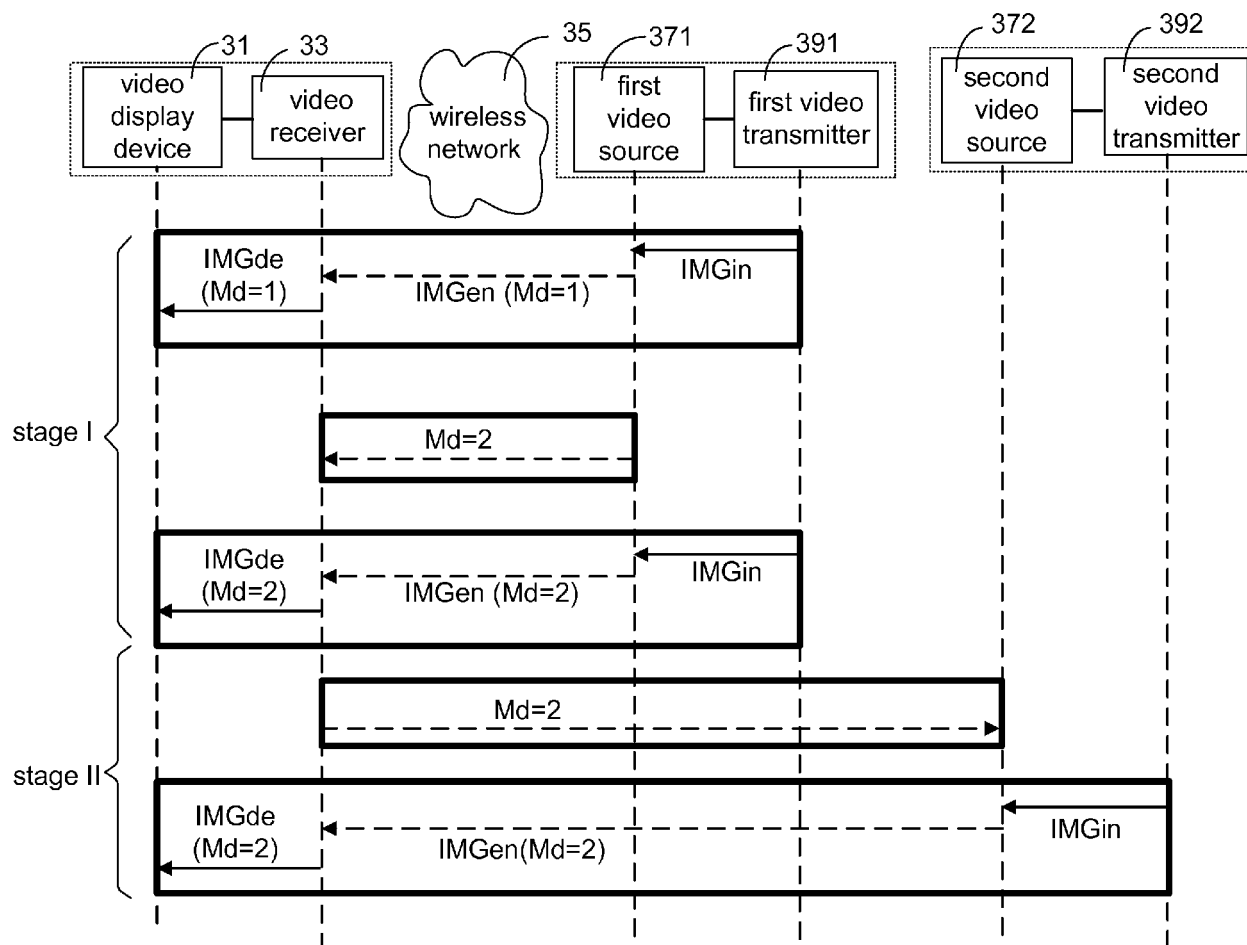 31
33
35
371
391
372
392
video
display
device
video
receiver
wireless
network
first
video
source
first video
transmitter
second
video
source
second
video
transmitter
stage I
IMGde
(Md=1)
IMGen (Md=1)
IMGin
Md=2
IMGde
(Md=2)
IMGen (Md=2)
IMGin
stage II
Md=2
IMGde
(Md=2)
IMGen(Md=2)
IMGin